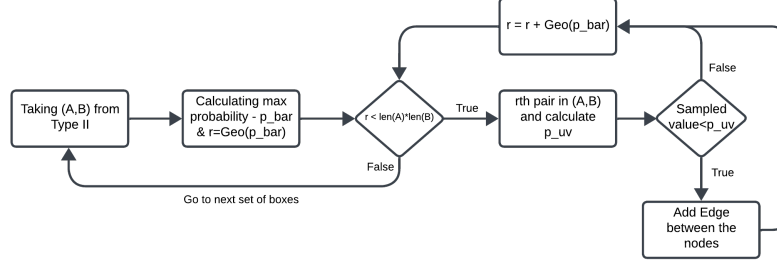 r = r + Geo(p_bar)
False
Taking (A,B) from
Type II
Calculating max
probability - p_bar
& r=Geo(p_bar)
r < len(A)*len(B)
True
rth pair in (A,B)
and calculate
p_uv
Sampled
value<p_uv
False
True
Go to next set of boxes
Add Edge
between the
nodes